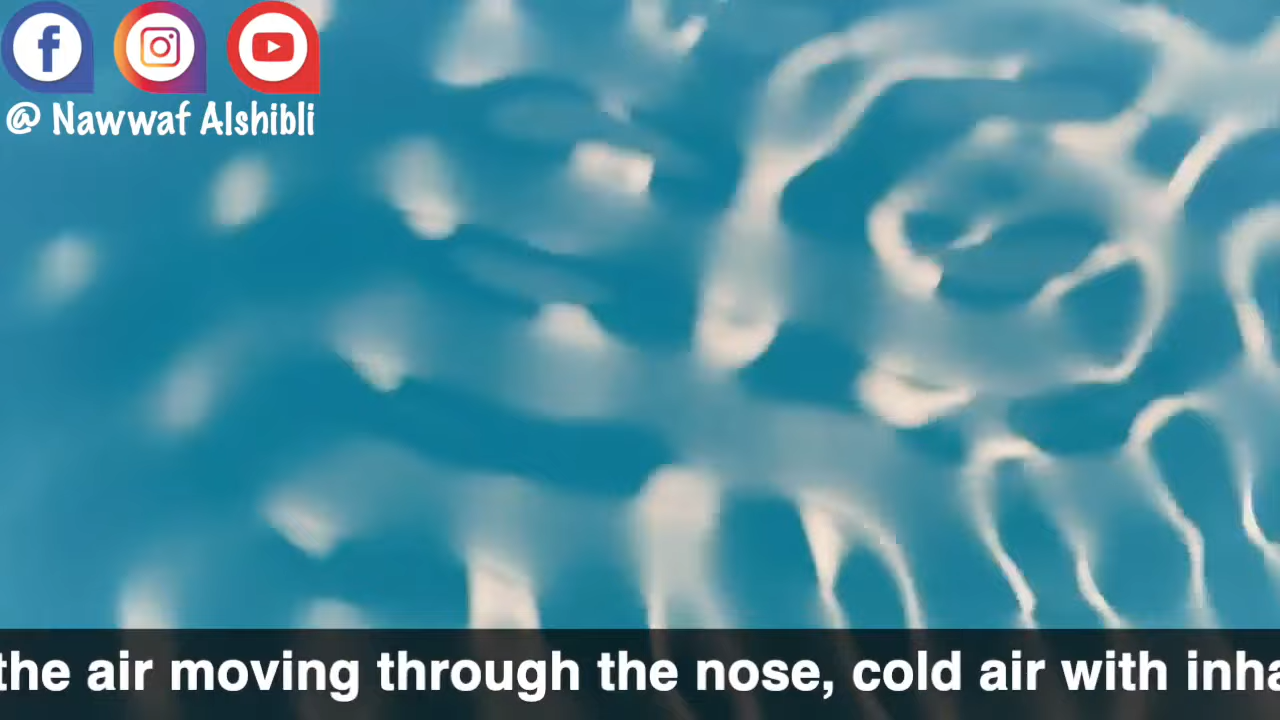 @ Nawwaf Alshibli
the air moving through the nose, cold air with inha